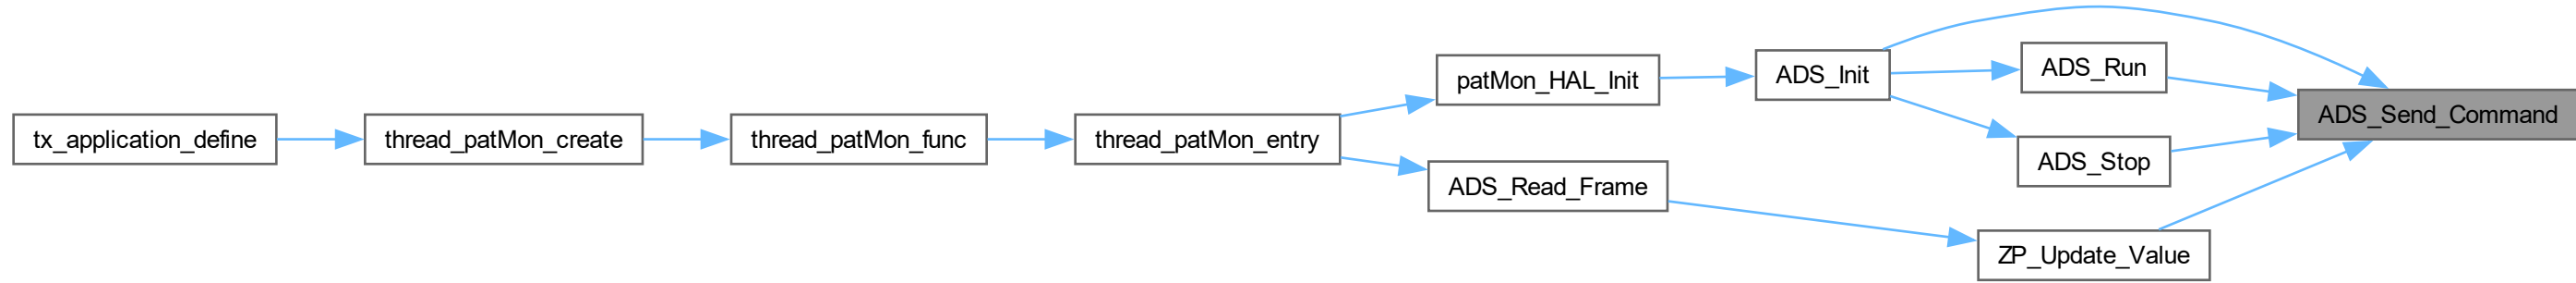 tx_application_define
thread_patMon_create
thread_patMon_func
thread_patMon_entry
patMon_HAL_Init
ADS_Read_Frame
ADS_Init
ADS_Run
ADS_Stop
ZP_Update_Value
ADS_Send_Command